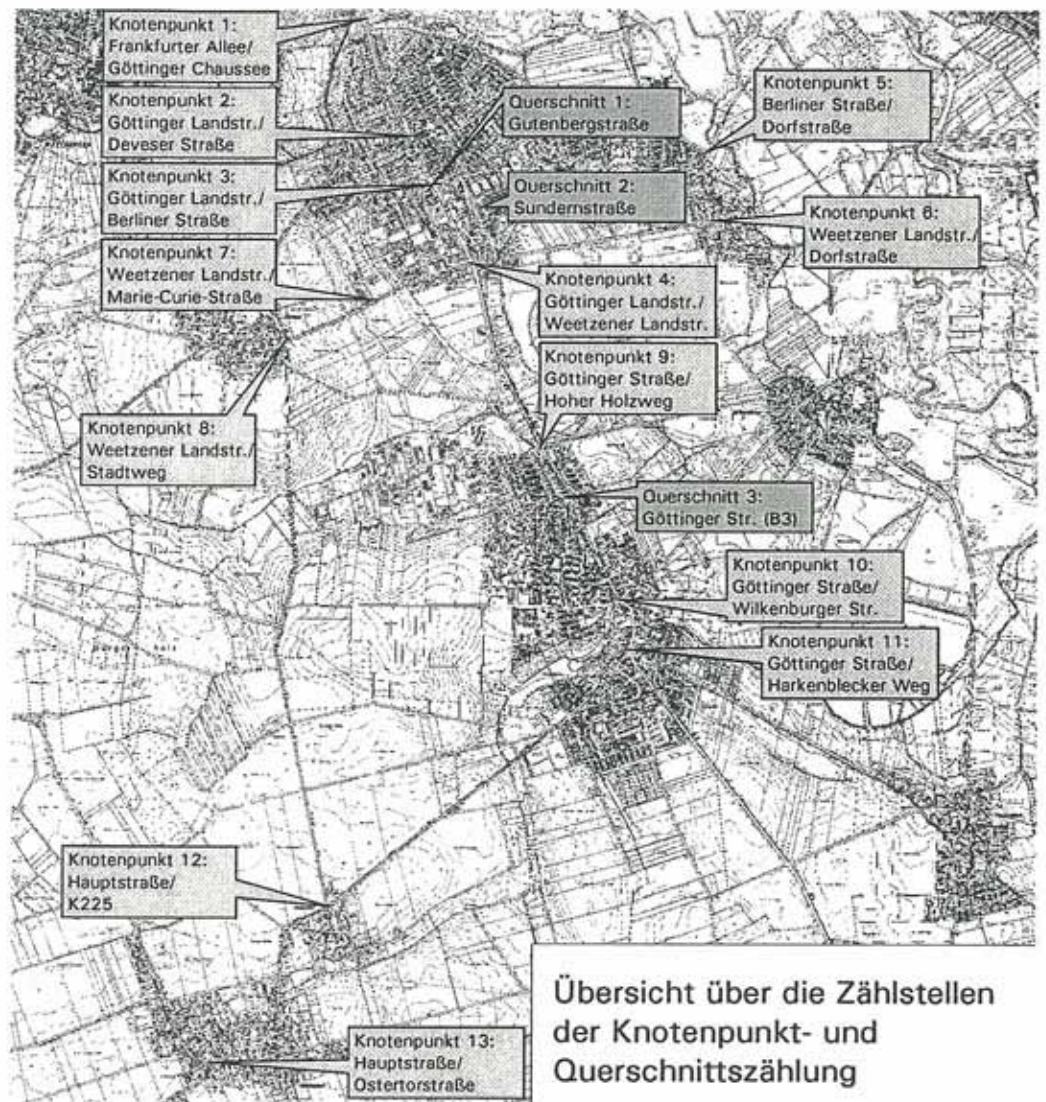 Knotenpunkt 1:
Frankfurter Allee/
Göttinger Chaussee
Knotenpunkt 2:
Göttinger Landstr./
Deveser Straße
Knotenpunkt 3:
Göttinger Landstr./
Berliner Straße
Knotenpunkt 7:
Weetzener Landstr./
Marie-Curie-Straße
Querschnitt 1:
Gutenbergstraße
Querschnitt 2:
Sundernstraße
Knotenpunkt 5:
Berliner Straße/
Dorfstraße
Knotenpunkt 6:
Weetzener Landstr./
Dorfstraße
Knotenpunkt 4:
Göttinger Landstr./
Weetzener Landstr.
Knotenpunkt 9:
Göttinger Straße/
Hoher Holzweg
Knotenpunkt 8:
Weetzener Landstr./
Stadtweg
Querschnitt 3:
Göttinger Str. (B3)
Knotenpunkt 10:
Göttinger Straße/
Wilkenburger Str.
Knotenpunkt 11:
Göttinger Straße/
Harkenblecker Weg
Knotenpunkt 12:
Hauptstraße/
K225
Knotenpunkt 13:
Hauptstraße/
Ostertorstraße
Übersicht über die Zählstellen
der Knotenpunkt- und
Querschnittszählung